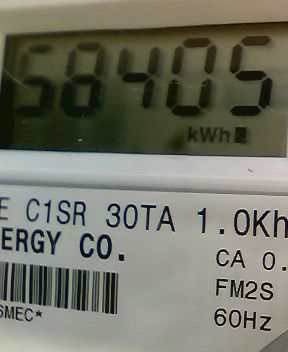 58405
kWh
E C1SR 30TA 1.0Kh
ERGY CO.
CA 0.
FM2S
SMEC*
60Hz